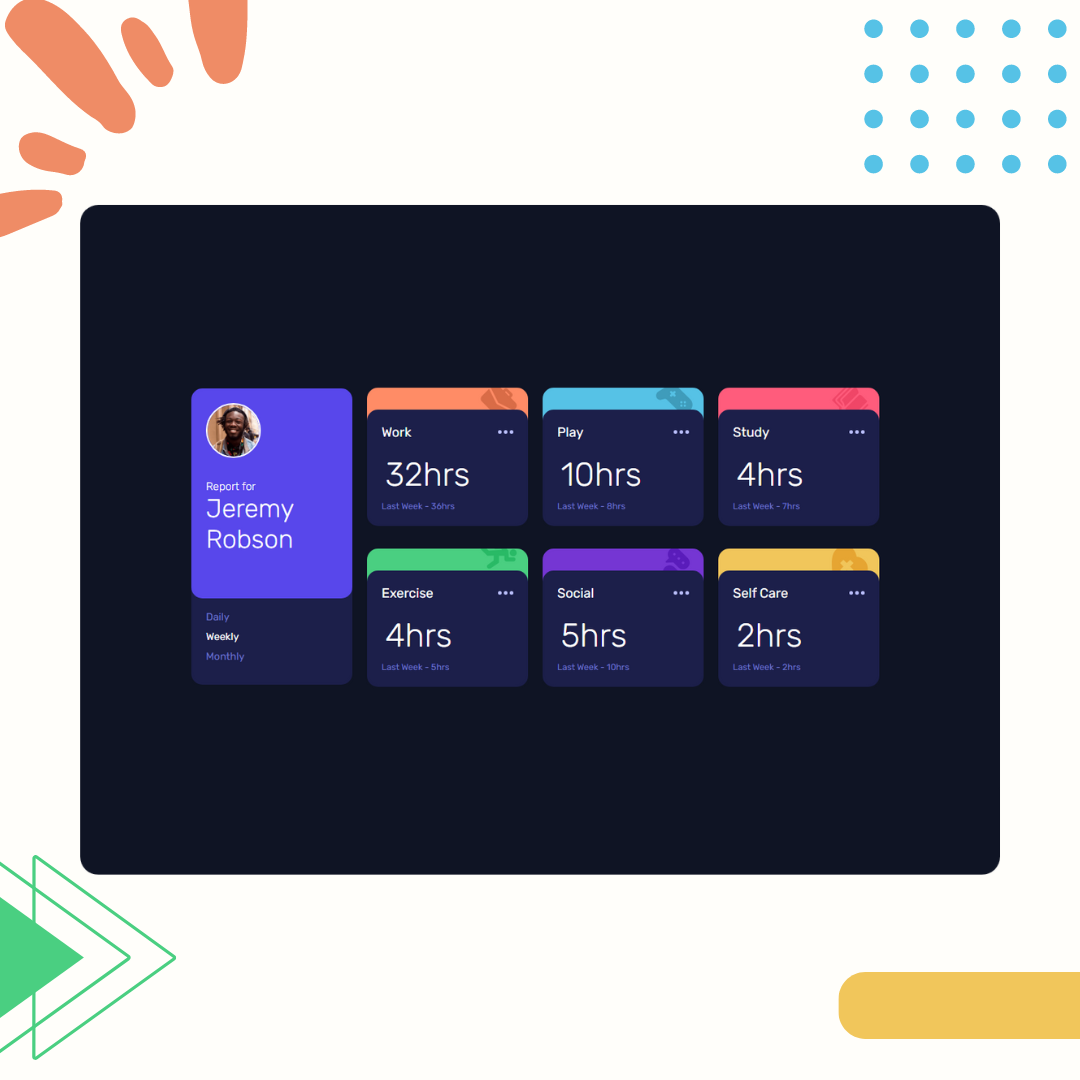 Report for
Jeremy
Robson
Daily
Weekly
Monthly
Work
32hrs
Last Week - 36hrs
Play
10hrs
Last Week - 8hrs
Study
4hrs
Last Week - 7hrs
Exercise
4hrs
Last Week - 5hrs
Social
5hrs
Last Week - 10hrs
Self Care
2hrs
Last Week - 2hrs